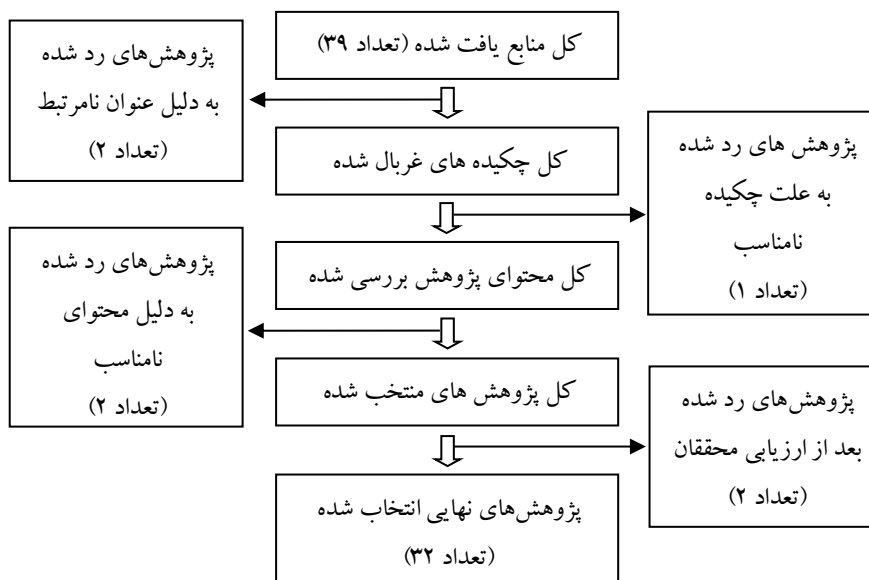 کل منابع یافت شده (تعداد ۳۹)
پژوهش‌های رد شده
به دلیل عنوان نامرتبط
(تعداد ۲)
کل چکیده های غربال شده
پژوهش های رد شده
به علت چکیده
نامناسب
(تعداد ۱)
کل محتوای پژوهش بررسی شده
پژوهش‌های رد شده
به دلیل محتوای
نامناسب
(تعداد ۲)
کل پژوهش های منتخب شده
پژوهش‌های رد شده
بعد از ارزیابی محققان
(تعداد ۲)
پژوهش‌های نهایی انتخاب شده
(تعداد ۳۲)